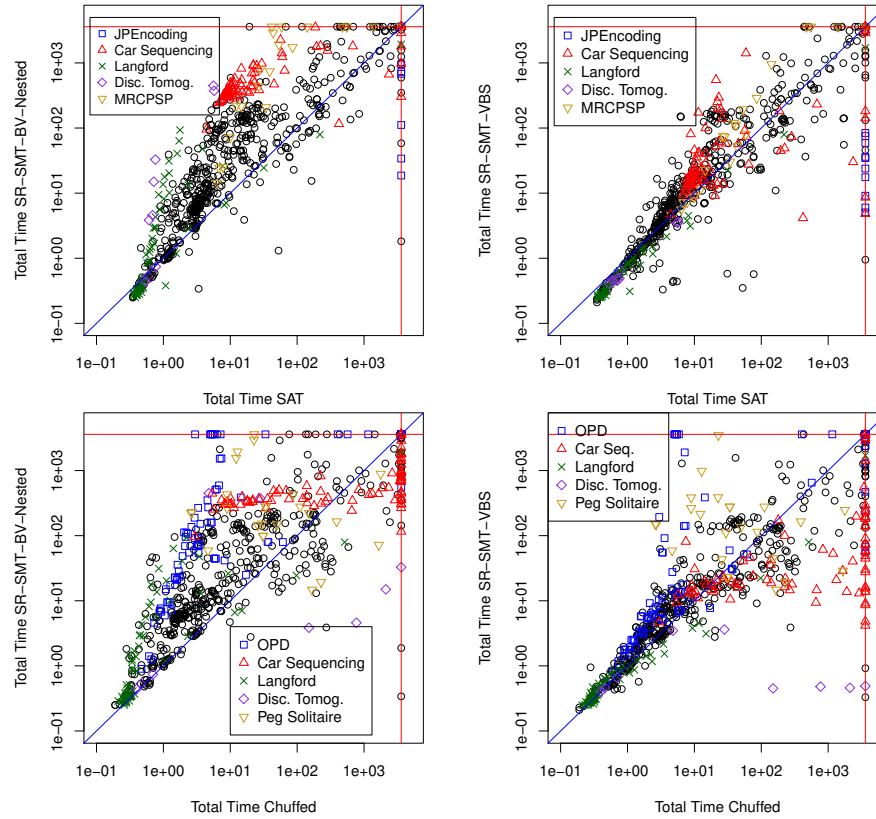 JPEncoding
Car Sequencing
Langford
Disc. Tomog.
MRCPSP
Total Time SR−SMT−BV−Nested
1e+03
1e+02
1e+01
1e+00
1e−01
1e−01 1e+00 1e+01 1e+02 1e+03
Total Time SAT
JPEncoding
Car Sequencing
Langford
Disc. Tomog.
MRCPSP
Total Time SR−SMT−VBS
1e+03
1e+02
1e+01
1e+00
1e−01
1e−01 1e+00 1e+01 1e+02 1e+03
Total Time SAT
OPD
Car Sequencing
Langford
Disc. Tomog.
Peg Solitaire
Total Time SR−SMT−BV−Nested
1e+03
1e+02
1e+01
1e+00
1e−01
1e−01 1e+00 1e+01 1e+02 1e+03
Total Time Chuffed
OPD
Car Seq.
Langford
Disc. Tomog.
Peg Solitaire
Total Time SR−SMT−VBS
1e+03
1e+02
1e+01
1e+00
1e−01
1e−01 1e+00 1e+01 1e+02 1e+03
Total Time Chuffed